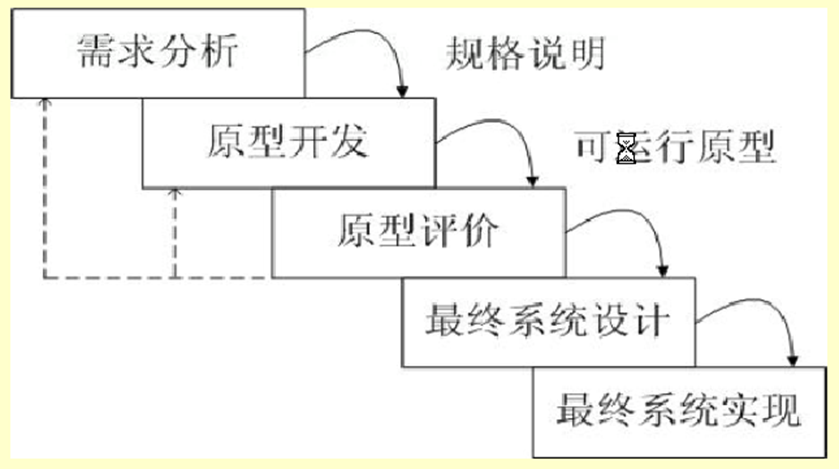 需求分析
规格说明
原型开发
可运行原型
原型评价
最终系统设计
最终系统实现